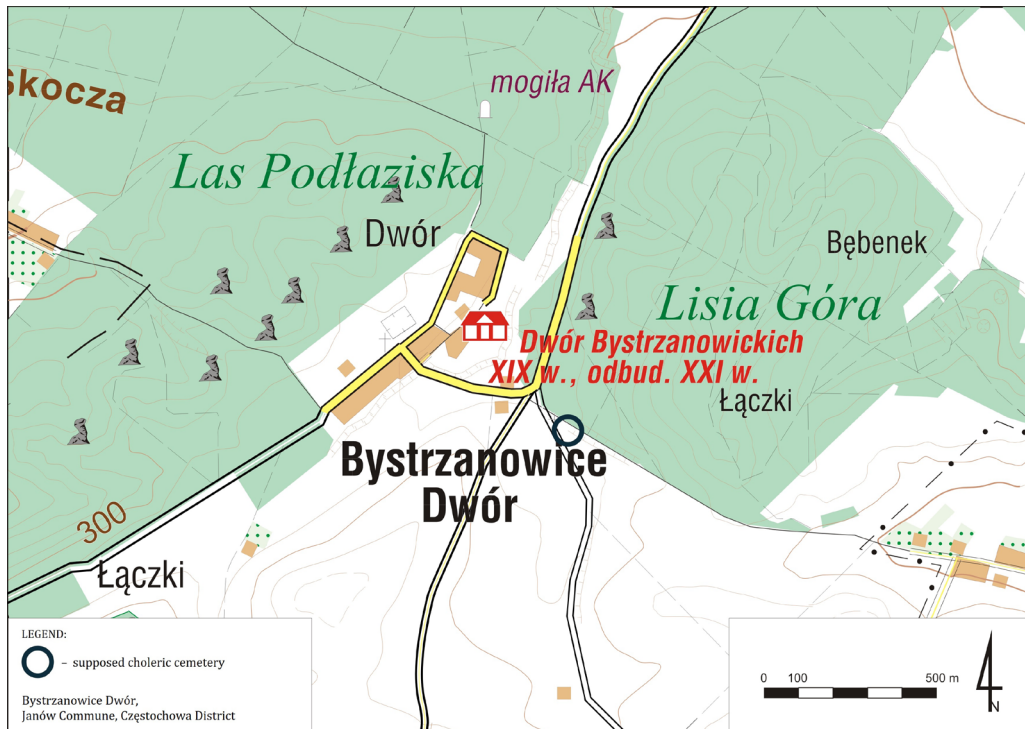 Skocza
mogiła AK
Las Podłaziska
Dwór
Bębenek
Lisia Góra
Dwór Bystrzanowickich
XIX w., odbud. XXI w.
Łączki
Bystrzanowice
Dwór
300
Łączki
LEGEND:
– supposed choleric cemetery
Bystrzanowice Dwór,
Janów Commune, Częstochowa District
0 100 500 m
N